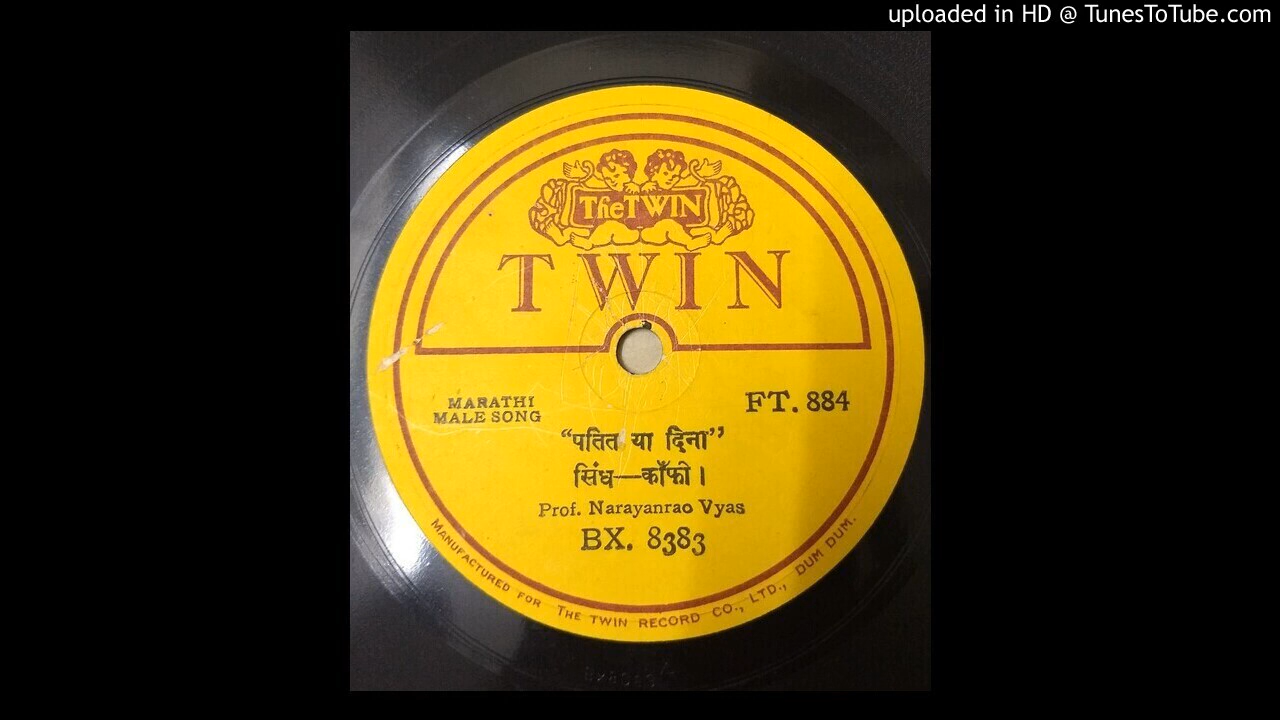 uploaded in HD @ TunesToTube.com
The TWIN
TWIN
MARATHI
MALE SONG
FT. 884
“पतित या दिना”
सिंध—काँफी।
Prof. Narayanrao Vyas
BX. 8383
MANUFACTURED FOR THE TWIN RECORD CO., LTD., DUM DUM.